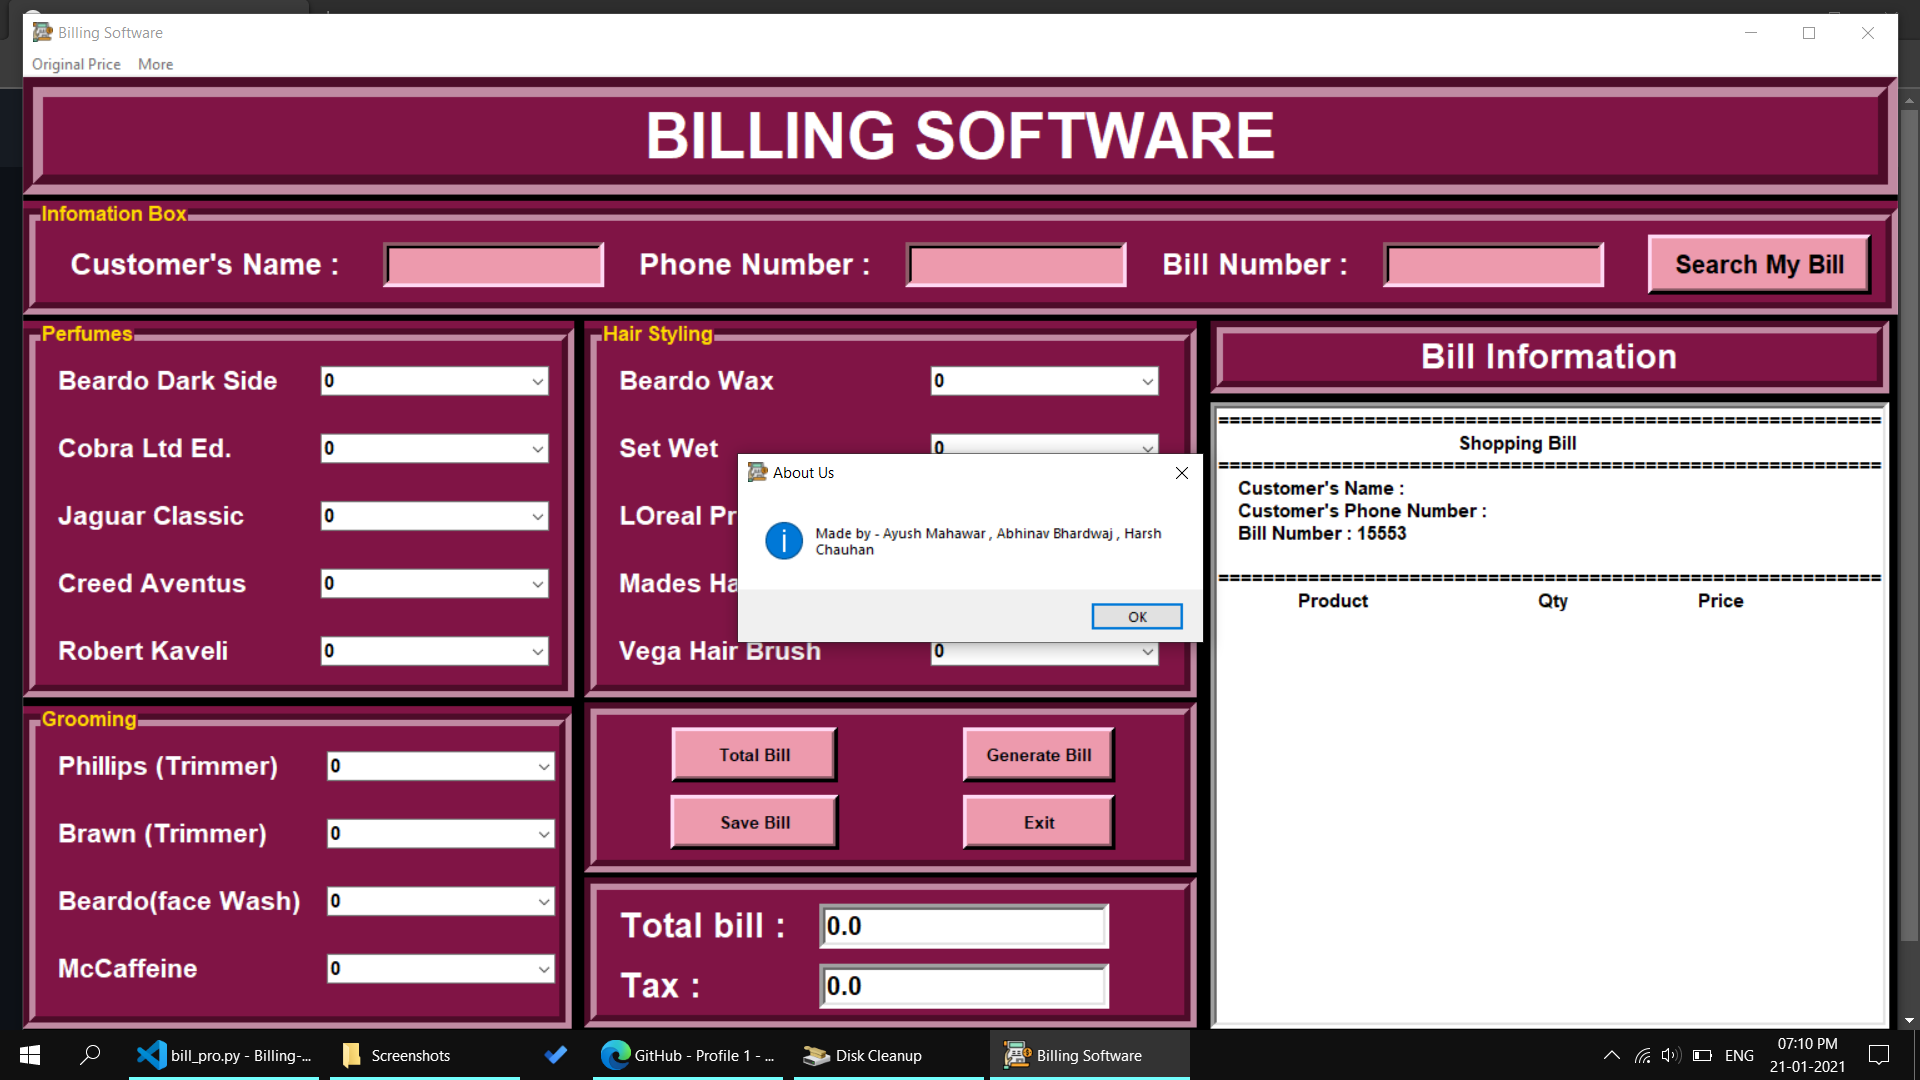 Billing Software
Original Price More
BILLING SOFTWARE
Infomation Box
Customer's Name : Phone Number : Bill Number : Search My Bill
Perfumes
Beardo Dark Side 0
Cobra Ltd Ed. 0
Jaguar Classic 0
Creed Aventus 0
Robert Kaveli 0
Hair Styling
Beardo Wax 0
Set Wet 0
LOreal Pr
Mades Ha
Vega Hair Brush 0
About Us
Made by - Ayush Mahawar , Abhinav Bhardwaj , Harsh
Chauhan
OK
Bill Information
===============================================================
Shopping Bill
===============================================================
Customer's Name :
Customer's Phone Number :
Bill Number : 15553
===============================================================
Product Qty Price
Grooming
Phillips (Trimmer) 0
Brawn (Trimmer) 0
Beardo(face Wash) 0
McCaffeine 0
Total Bill Generate Bill
Save Bill Exit
Total bill : 0.0
Tax : 0.0
bill_pro.py - Billing-... Screenshots GitHub - Profile 1 - ... Disk Cleanup Billing Software ENG 07:10 PM
21-01-2021